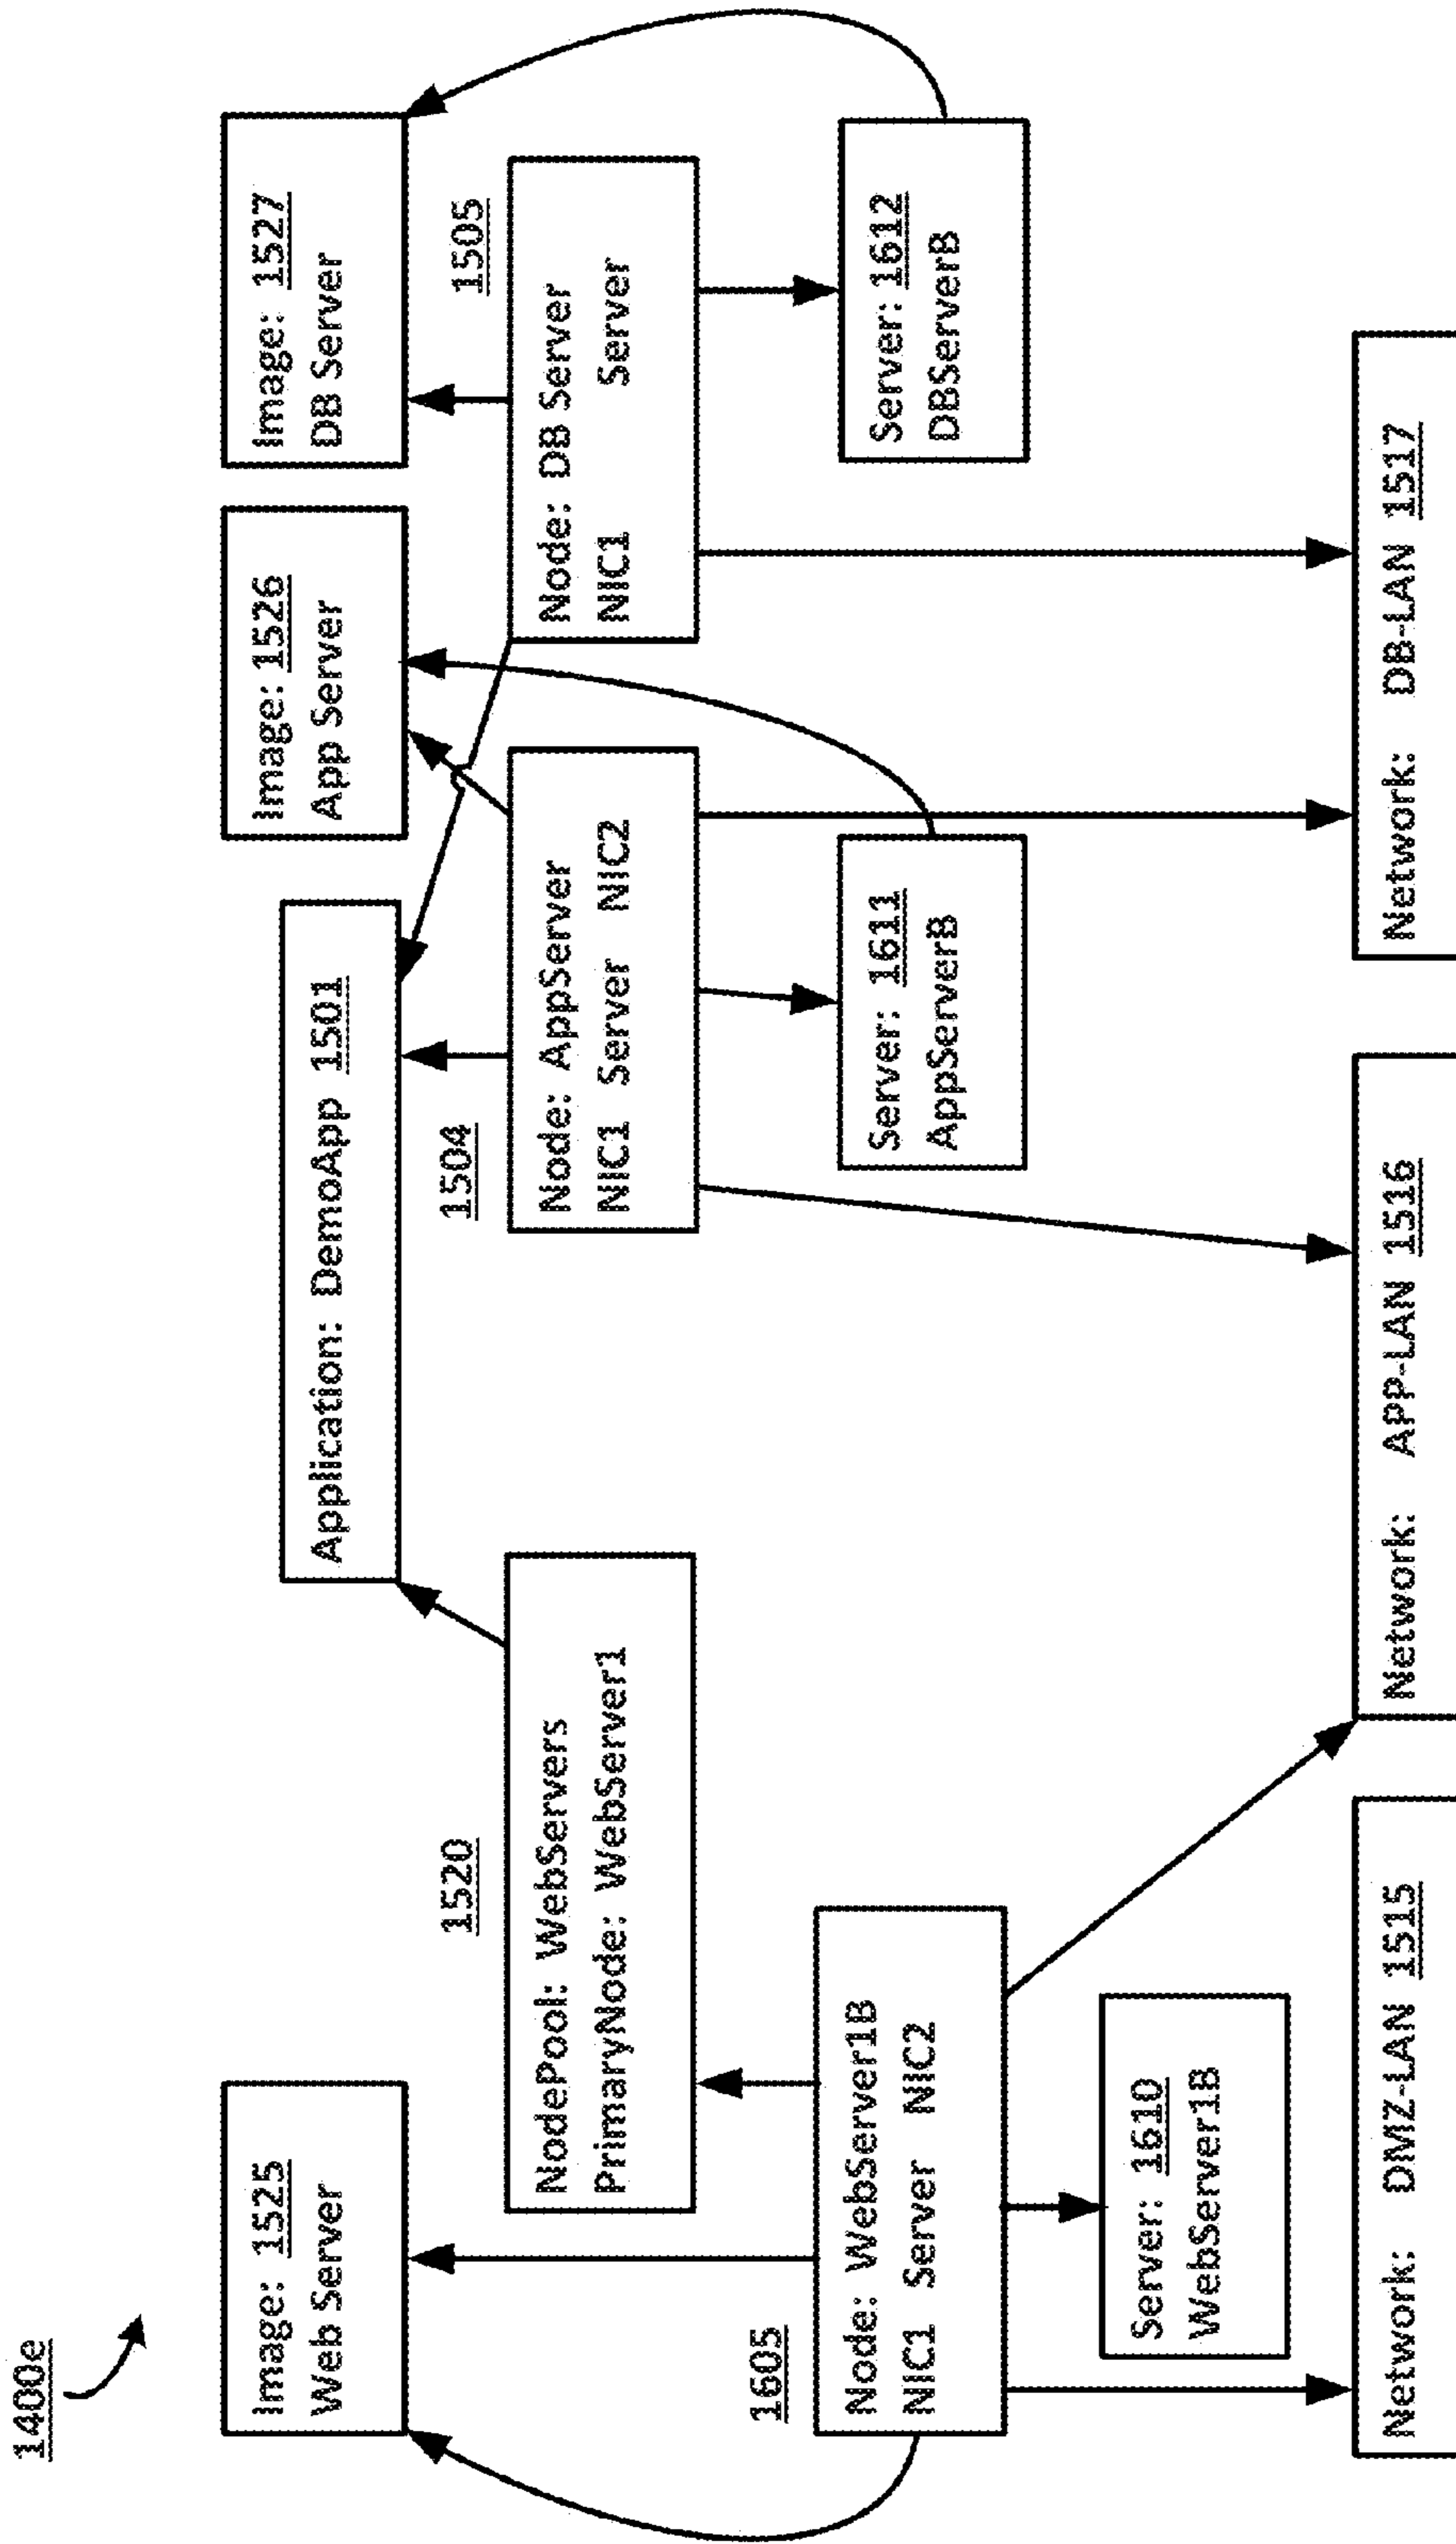 1400e
Image: 1525
Web Server
Application: DemoApp 1501
Image: 1526
App Server
Image: 1527
DB Server
1520
NodePool: WebServers
PrimaryNode: WebServer1
1504
Node: AppServer
NIC1 Server NIC2
1505
Node: DB Server
NIC1 Server
1605
Node: WebServer1B
NIC1 Server NIC2
Server: 1611
AppServerB
Server: 1612
DBServerB
Server: 1610
WebServer1B
Network: DMZ-LAN 1515
Network: APP-LAN 1516
Network: DB-LAN 1517